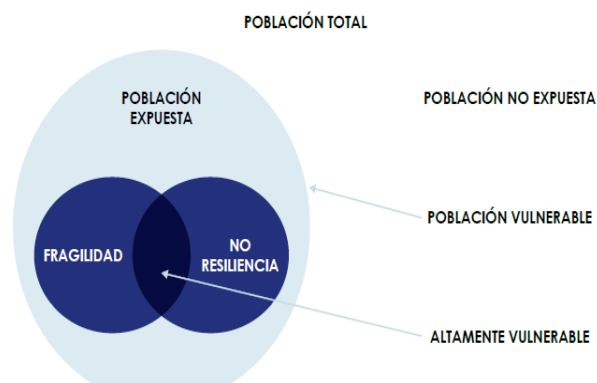 POBLACIÓN TOTAL
POBLACIÓN
EXPUESTA
POBLACIÓN NO EXPUESTA
POBLACIÓN VULNERABLE
FRAGILIDAD
NO
RESILIENCIA
ALTAMENTE VULNERABLE